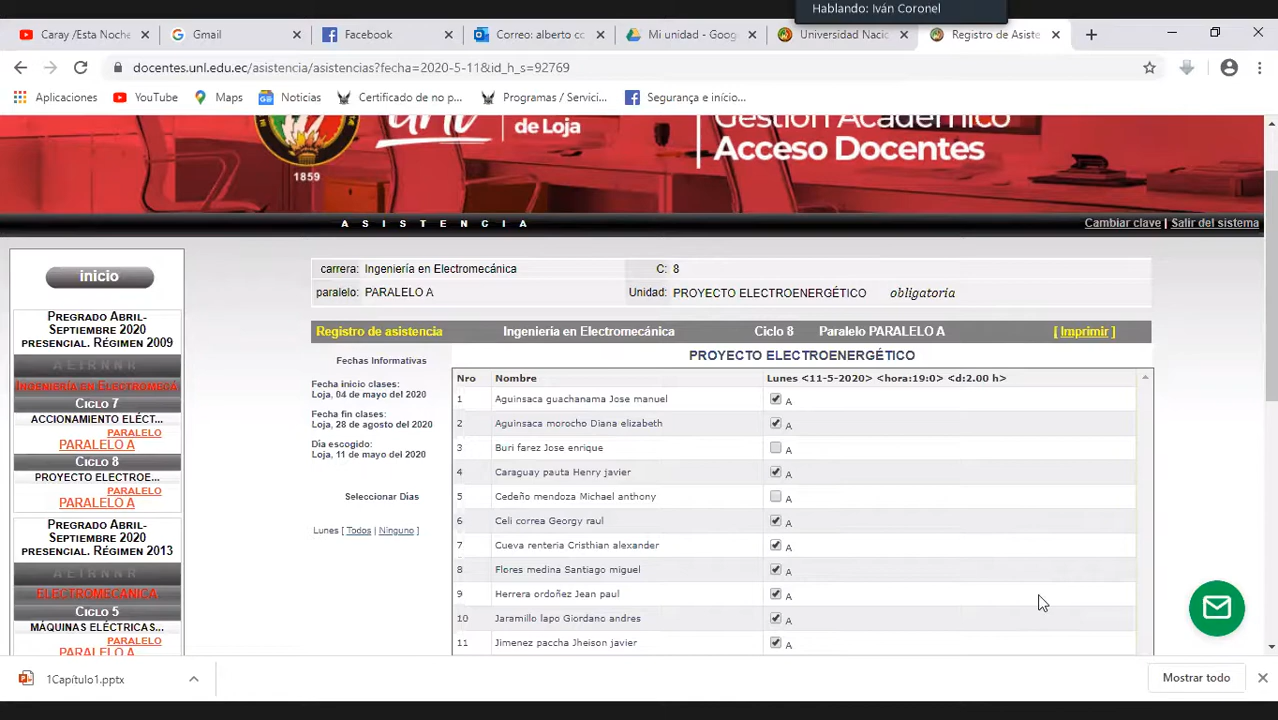 Hablando: Iván Coronel
Caray /Esta Noche
Gmail
Facebook
Correo: alberto co
Mi unidad - Goog
Universidad Naci
Registro de Asiste
docentes.unl.edu.ec/asistencia/asistencias?fecha=2020-5-11&id_h_s=92769
Aplicaciones YouTube Maps Noticias Certificado de no p... Programas / Servici... Segurança e início...
unl de Loja Gestión Académico
Acceso Docentes
1859
ASISTENCIA
Cambiar clave | Salir del sistema
inicio
PREGRADO ABRIL-
SEPTIEMBRE 2020
PRESENCIAL. RÉGIMEN 2009
INGENIERÍA EN ELECTROMECÁ
CICLO 7
ACCIONAMIENTO ELÉCT...
PARALELO
PARALELO A
CICLO 8
PROYECTO ELECTROE...
PARALELO
PARALELO A
PREGRADO ABRIL-
SEPTIEMBRE 2020
PRESENCIAL. RÉGIMEN 2013
ELECTROMECÁNICA
CICLO 5
MÁQUINAS ELÉCTRICAS...
PARALELO
PARALELO A
carrera: Ingeniería en Electromecánica C: 8
paralelo: PARALELO A Unidad: PROYECTO ELECTROENERGÉTICO obligatoria
Registro de asistencia Ingeniería en Electromecánica Ciclo 8 Paralelo PARALELO A [ Imprimir ]
Fechas Informativas
Fecha inicio clases:
Loja, 04 de mayo del 2020
Fecha fin clases:
Loja, 28 de agosto del 2020
Día escogido:
Loja, 11 de mayo del 2020
Seleccionar Días
Lunes [ Todos | Ninguno ]
PROYECTO ELECTROENERGÉTICO
Nro Nombre Lunes <11-5-2020> <hora:19:0> <d:2.00 h>
1 Aguinsaca guachanama Jose manuel A
2 Aguinsaca morocho Diana elizabeth A
3 Buri farez Jose enrique A
4 Caraguay pauta Henry javier A
5 Cedeño mendoza Michael anthony A
6 Celi correa Georgy raul A
7 Cueva renteria Cristhian alexander A
8 Flores medina Santiago miguel A
9 Herrera ordoñez Jean paul A
10 Jaramillo lapo Giordano andres A
11 Jimenez paccha Jheison javier A
1Capítulo1.pptx
Mostrar todo